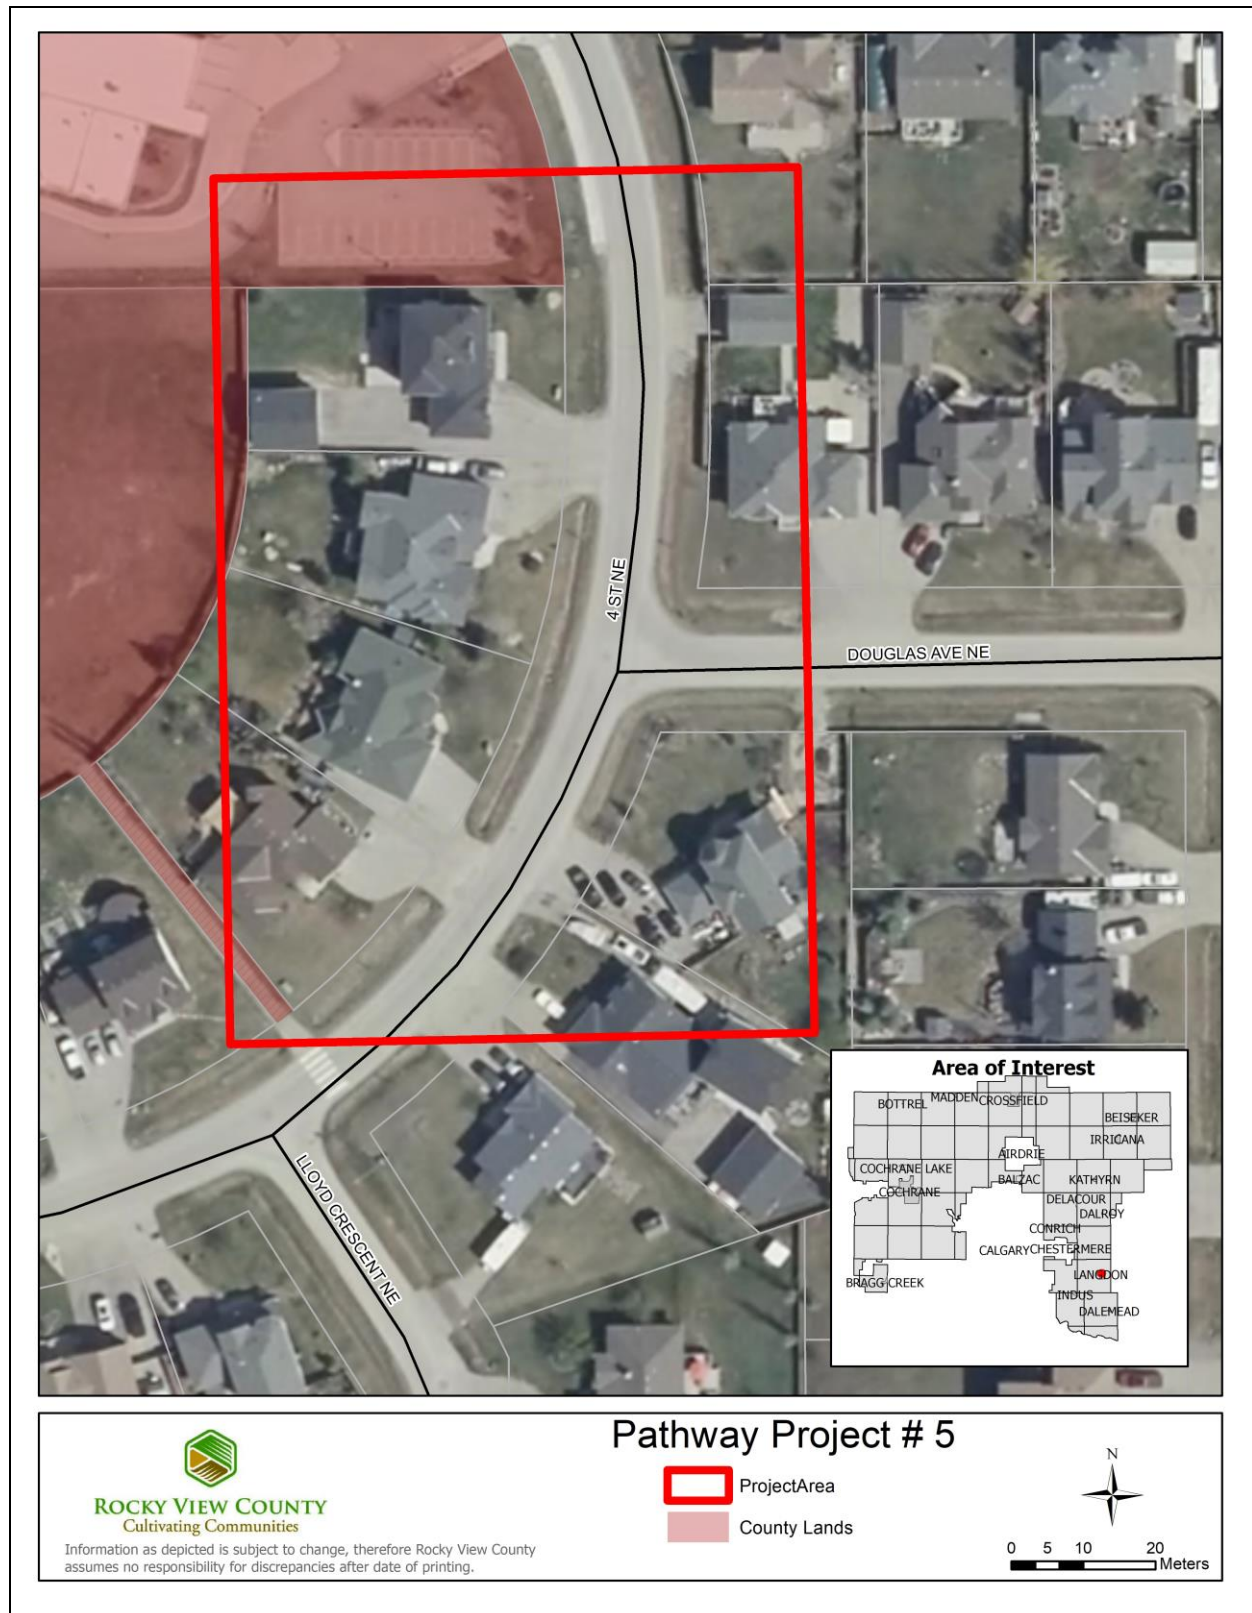 4 ST NE
DOUGLAS AVE NE
LLOYD CRESCENT NE
Area of Interest
BOTTREL
MADDEN
CROSSFIELD
BEISEKER
IRRICANA
AIRDRIE
COCHRANE LAKE
BALZAC
KATHYRN
COCHRANE
DELACOUR
DALROY
CONRICH
CALGARY
CHESTERMERE
LANGDON
BRAGG CREEK
INDUS
DALEMEAD
Pathway Project # 5
ProjectArea
County Lands
ROCKY VIEW COUNTY
Cultivating Communities
Information as depicted is subject to change, therefore Rocky View County
assumes no responsibility for discrepancies after date of printing.
N
0 5 10 20
Meters